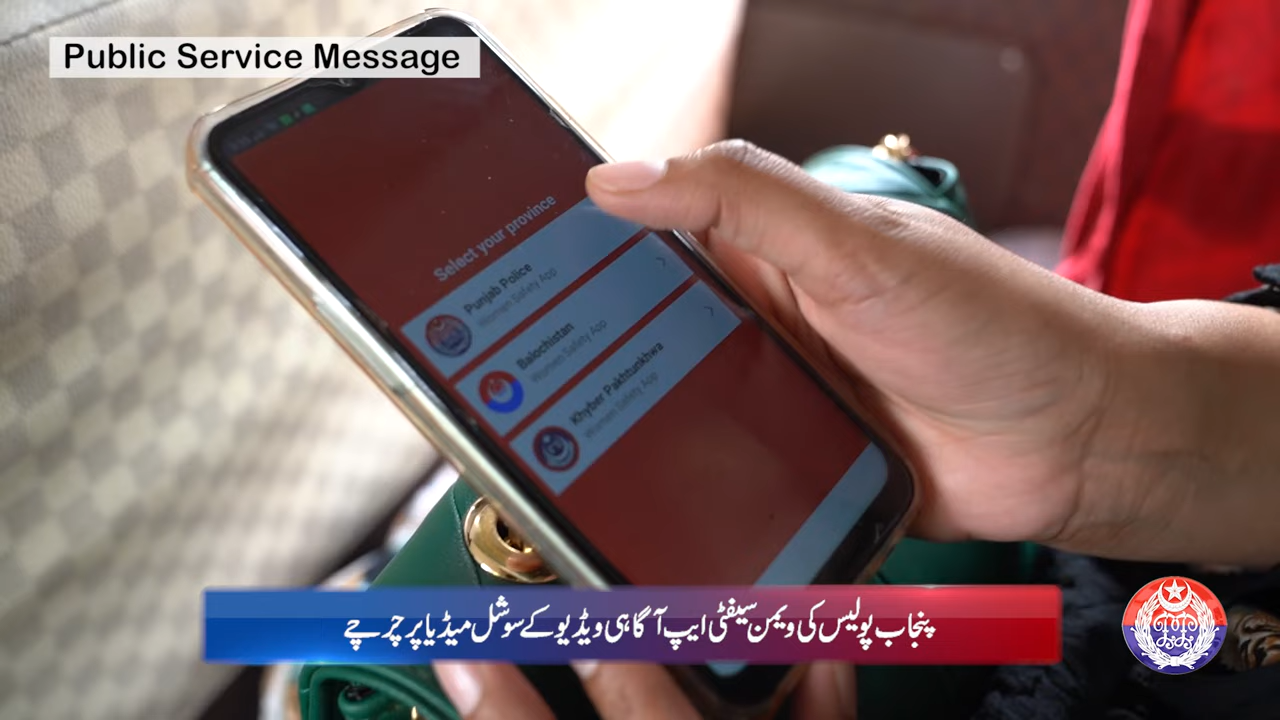 Public Service Message
Select your province
Punjab Police
Women Safety App
Balochistan
Women Safety App
Khyber Pakhtunkhwa
Women Safety App
پنجاب پولیس کی ویمن سیفٹی ایپ آگاہی ویڈیو کے سوشل میڈیا پر چرچے